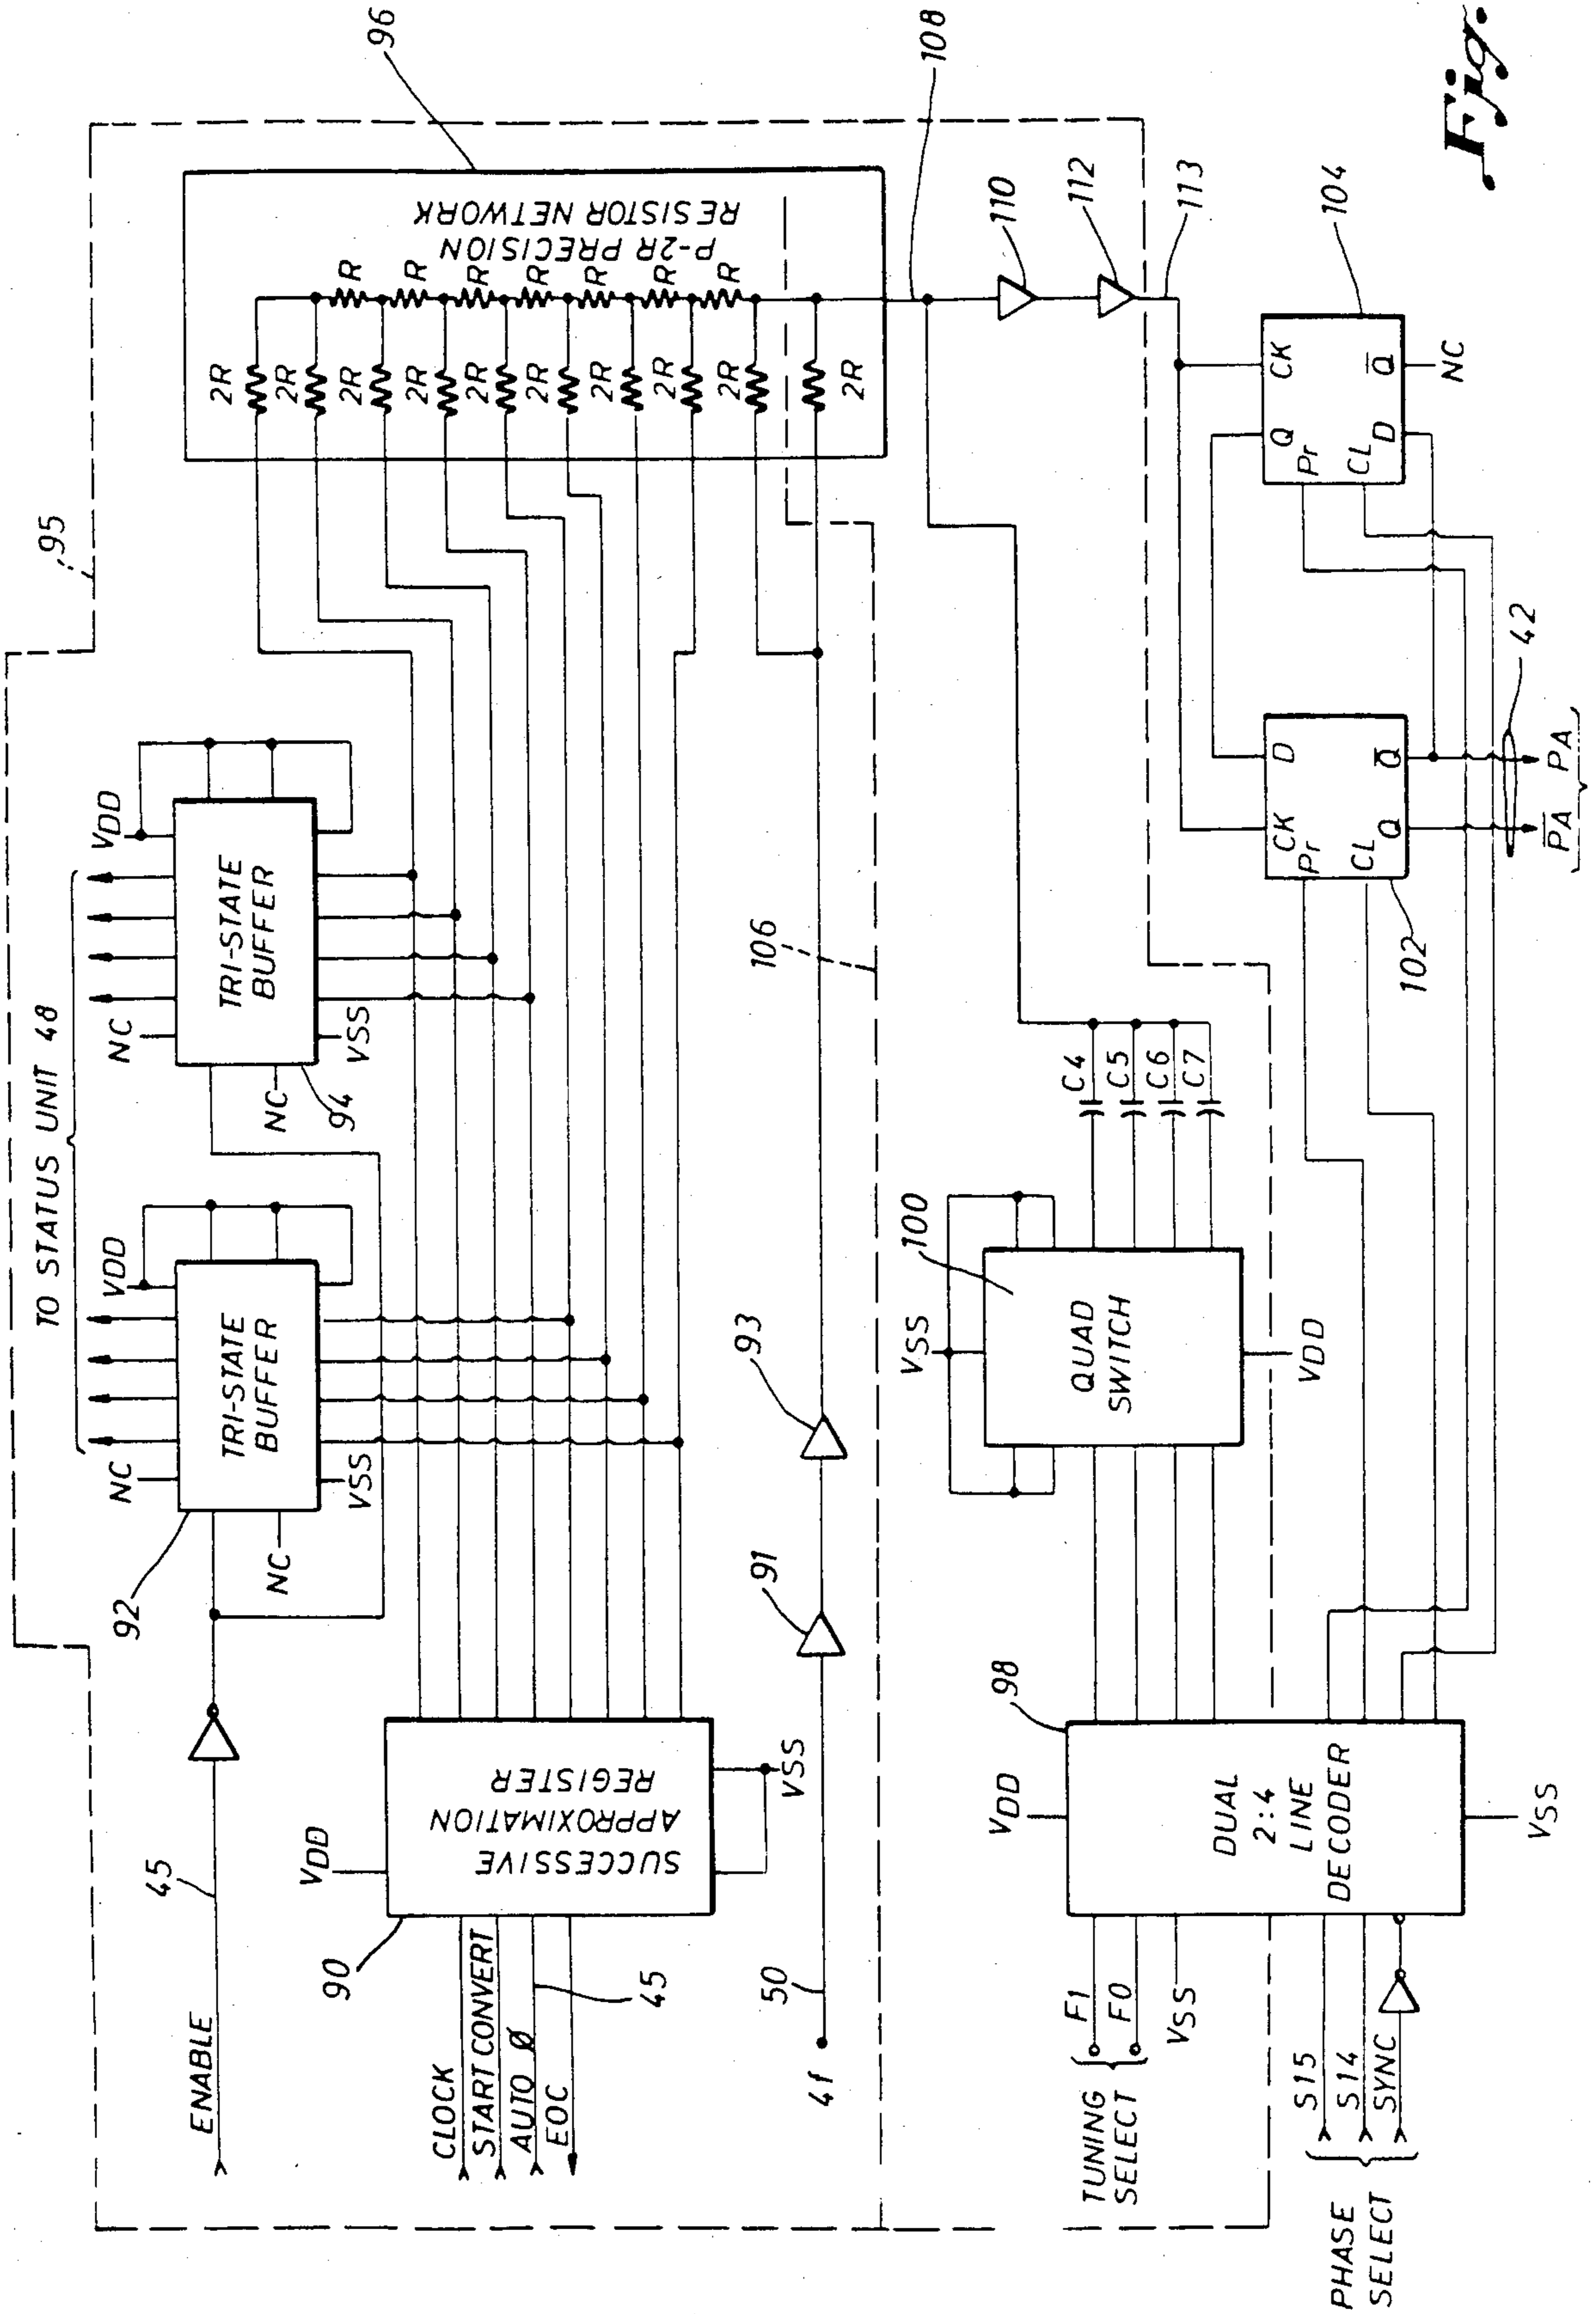 TO STATUS UNIT 48
95
96
NC
VDD
NC
VDD
TRI-STATE
BUFFER
TRI-STATE
BUFFER
ENABLE
45
92
NC
VSS
NC
94
VSS
P-2R PRECISION
RESISTOR NETWORK
2R
2R
2R
2R
2R
2R
2R
2R
2R
2R
R
R
R
R
R
R
R
VDD
90
CLOCK
START CONVERT
AUTO Ø
EOC
45
SUCCESSIVE
APPROXIMATION
REGISTER
VSS
4f
50
91
93
106
108
110
112
113
TUNING
SELECT
F1
F0
VSS
VDD
98
DUAL
2:4
LINE
DECODER
VSS
VSS
100
QUAD
SWITCH
VDD
C4
C5
C6
C7
PHASE
SELECT
S15
S14
SYNC
CK
D
Pr
CL
Q
Q̅
102
Q
CK
Pr
CL
D
Q̅
104
NC
42
P̅A̅ PA
Fig.